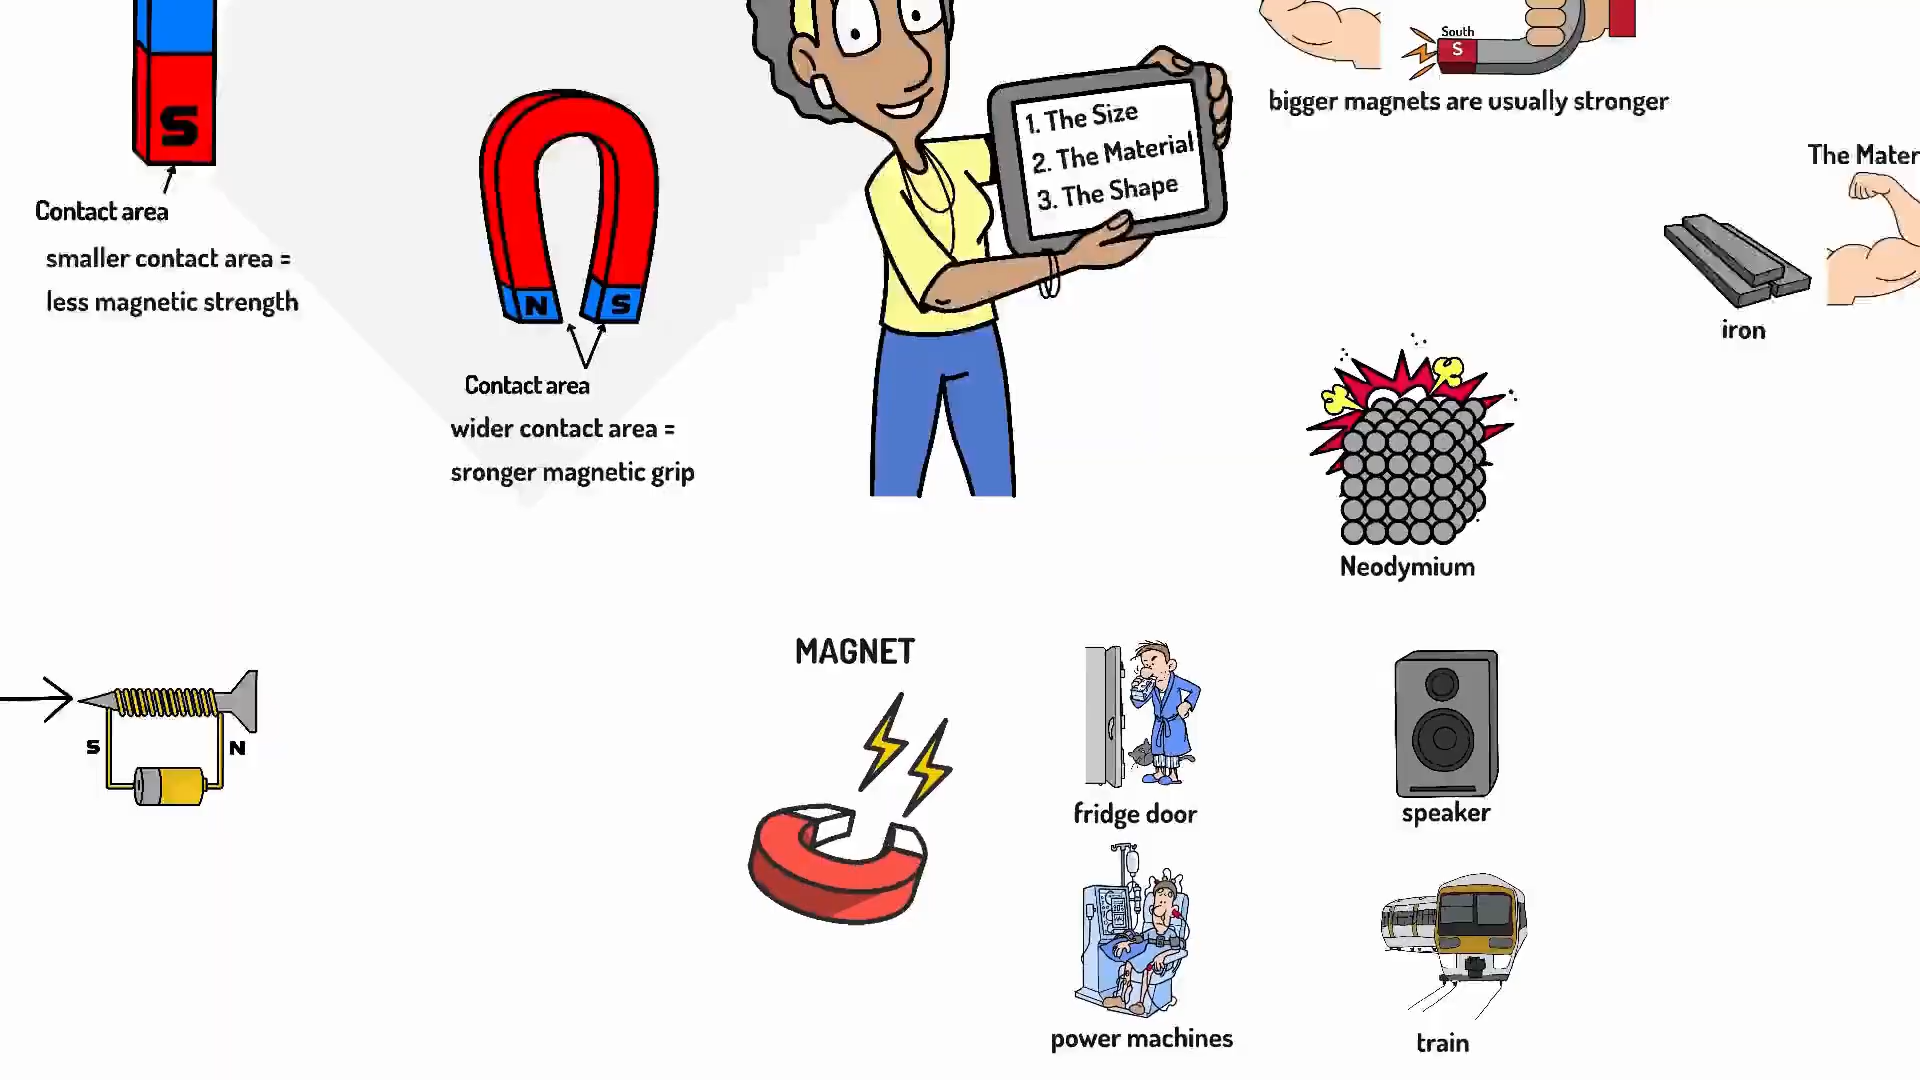 S
Contact area
smaller contact area =
less magnetic strength
N S
Contact area
wider contact area =
sronger magnetic grip
1. The Size
2. The Material
3. The Shape
South
S
bigger magnets are usually stronger
The Mater
iron
Neodymium
S N
MAGNET
fridge door
speaker
power machines
train